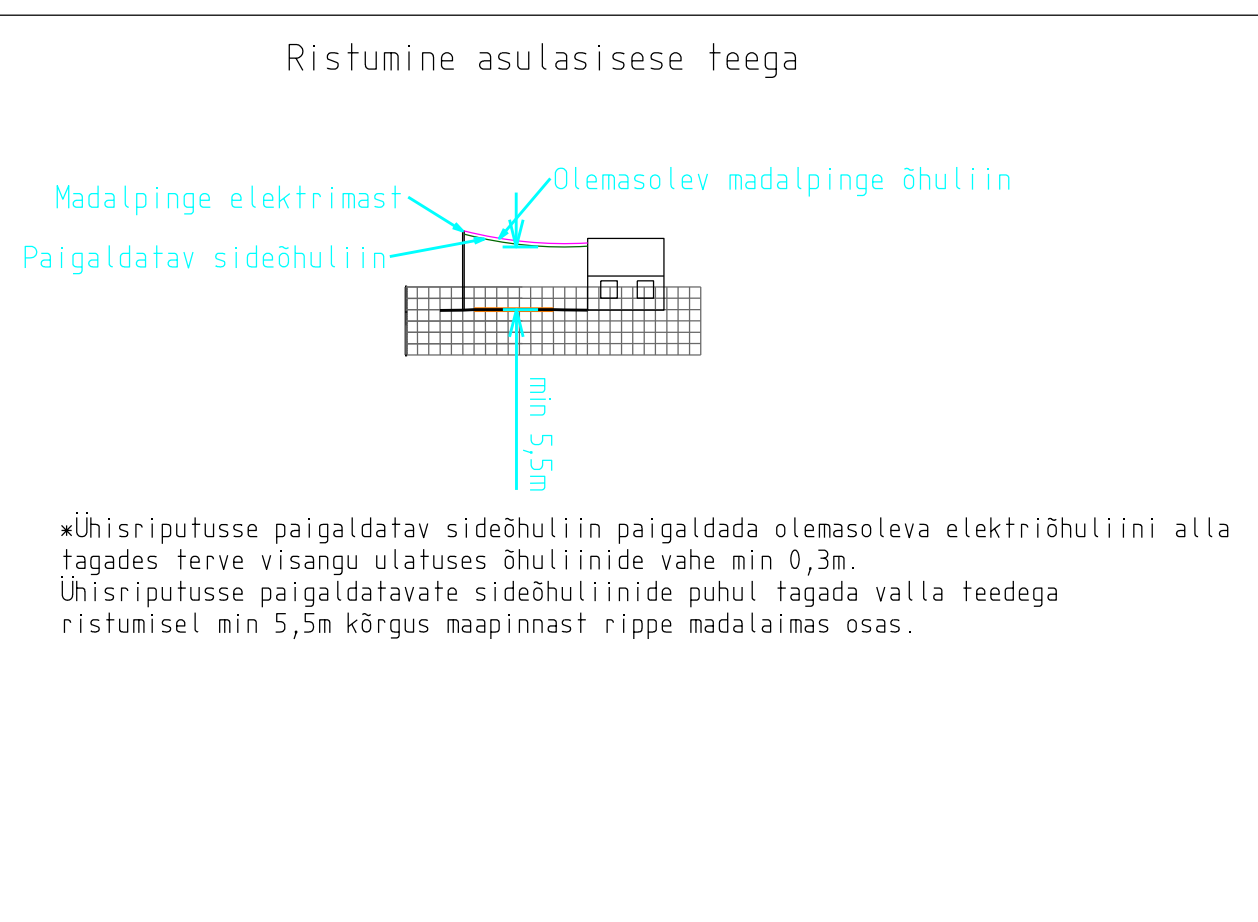 Ristumine asulasisese teega
Olemasolev madalpinge õhuliin
Madalpinge elektrimast
Paigaldatav sideõhuliin
min 5,5m
*Ühisriputusse paigaldatav sideõhuliin paigaldada olemasoleva elektriõhuliini alla
tagades terve visangu ulatuses õhuliinide vahe min 0,3m.
Ühisriputusse paigaldatavate sideõhuliinide puhul tagada valla teedega
ristumisel min 5,5m kõrgus maapinnast rippe madalaimas osas.